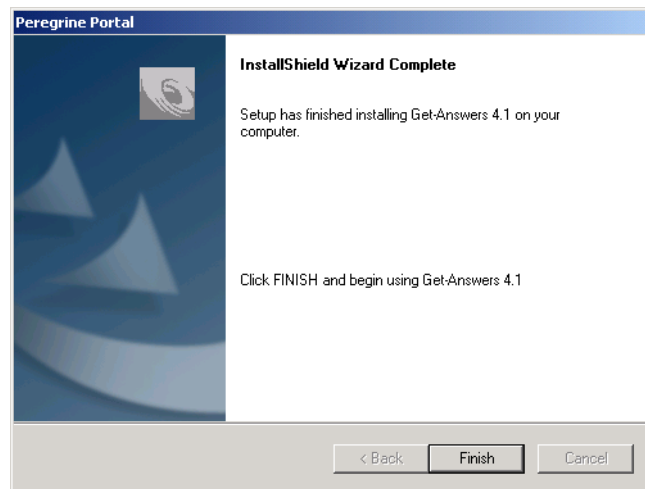 Peregrine Portal
InstallShield Wizard Complete
Setup has finished installing Get-Answers 4.1 on your
computer.
Click FINISH and begin using Get-Answers 4.1
< Back
Finish
Cancel